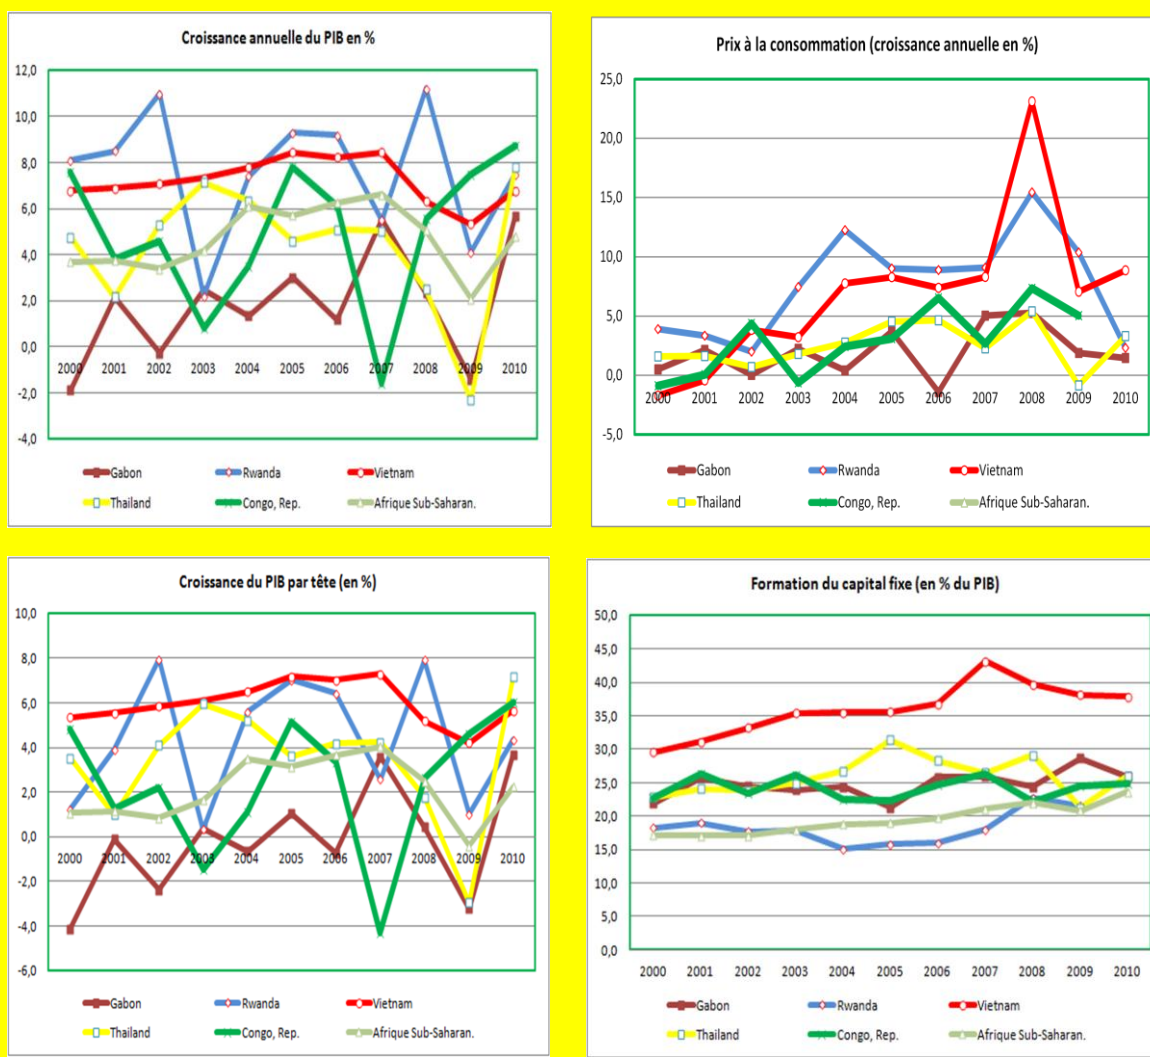 Croissance annuelle du PIB en %
12,0
10,0
8,0
6,0
4,0
2,0
0,0
2000 2001 2002 2003 2004 2005 2006 2007 2008 2009 2010
-2,0
-4,0
Gabon Rwanda Vietnam
Thailand Congo, Rep. Afrique Sub-Saharan.
Prix à la consommation (croissance annuelle en %)
25,0
20,0
15,0
10,0
5,0
0,0
2000 2001 2002 2003 2004 2005 2006 2007 2008 2009 2010
-5,0
Gabon Rwanda Vietnam
Thailand Congo, Rep. Afrique Sub-Saharan.
Croissance du PIB par tête (en %)
10,0
8,0
6,0
4,0
2,0
0,0
2000 2001 2002 2003 2004 2005 2006 2007 2008 2009 2010
-2,0
-4,0
-6,0
Gabon Rwanda Vietnam
Thailand Congo, Rep. Afrique Sub-Saharan.
Formation du capital fixe (en % du PIB)
50,0
45,0
40,0
35,0
30,0
25,0
20,0
15,0
10,0
5,0
0,0
2000 2001 2002 2003 2004 2005 2006 2007 2008 2009 2010
Gabon Rwanda Vietnam
Thailand Congo, Rep. Afrique Sub-Saharan.